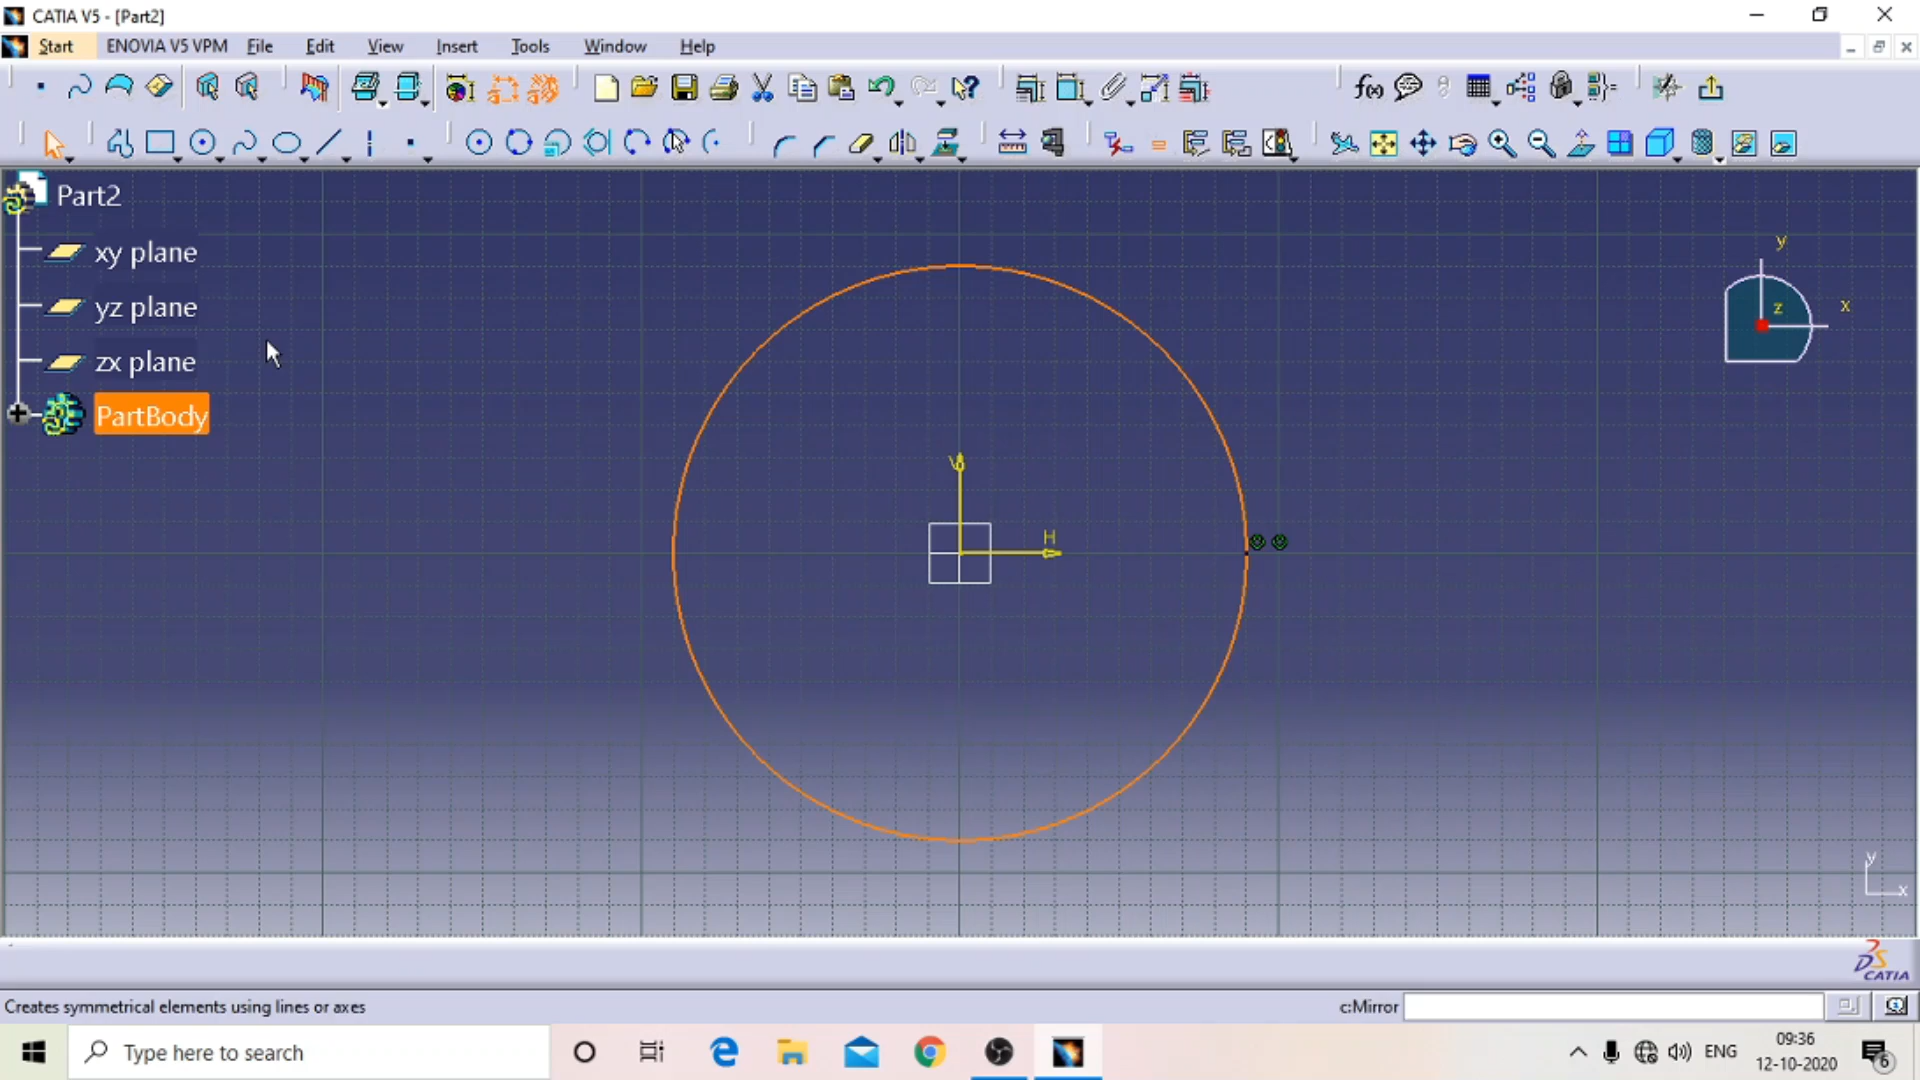 CATIA V5 - [Part2]
Start ENOVIA V5 VPM File Edit View Insert Tools Window Help
f(x)
Part2
xy plane
yz plane
zx plane
PartBody
y
x
z
V
H
y
x
DS
CATIA
Creates symmetrical elements using lines or axes
c:Mirror
Type here to search
ENG
09:36
12-10-2020
6